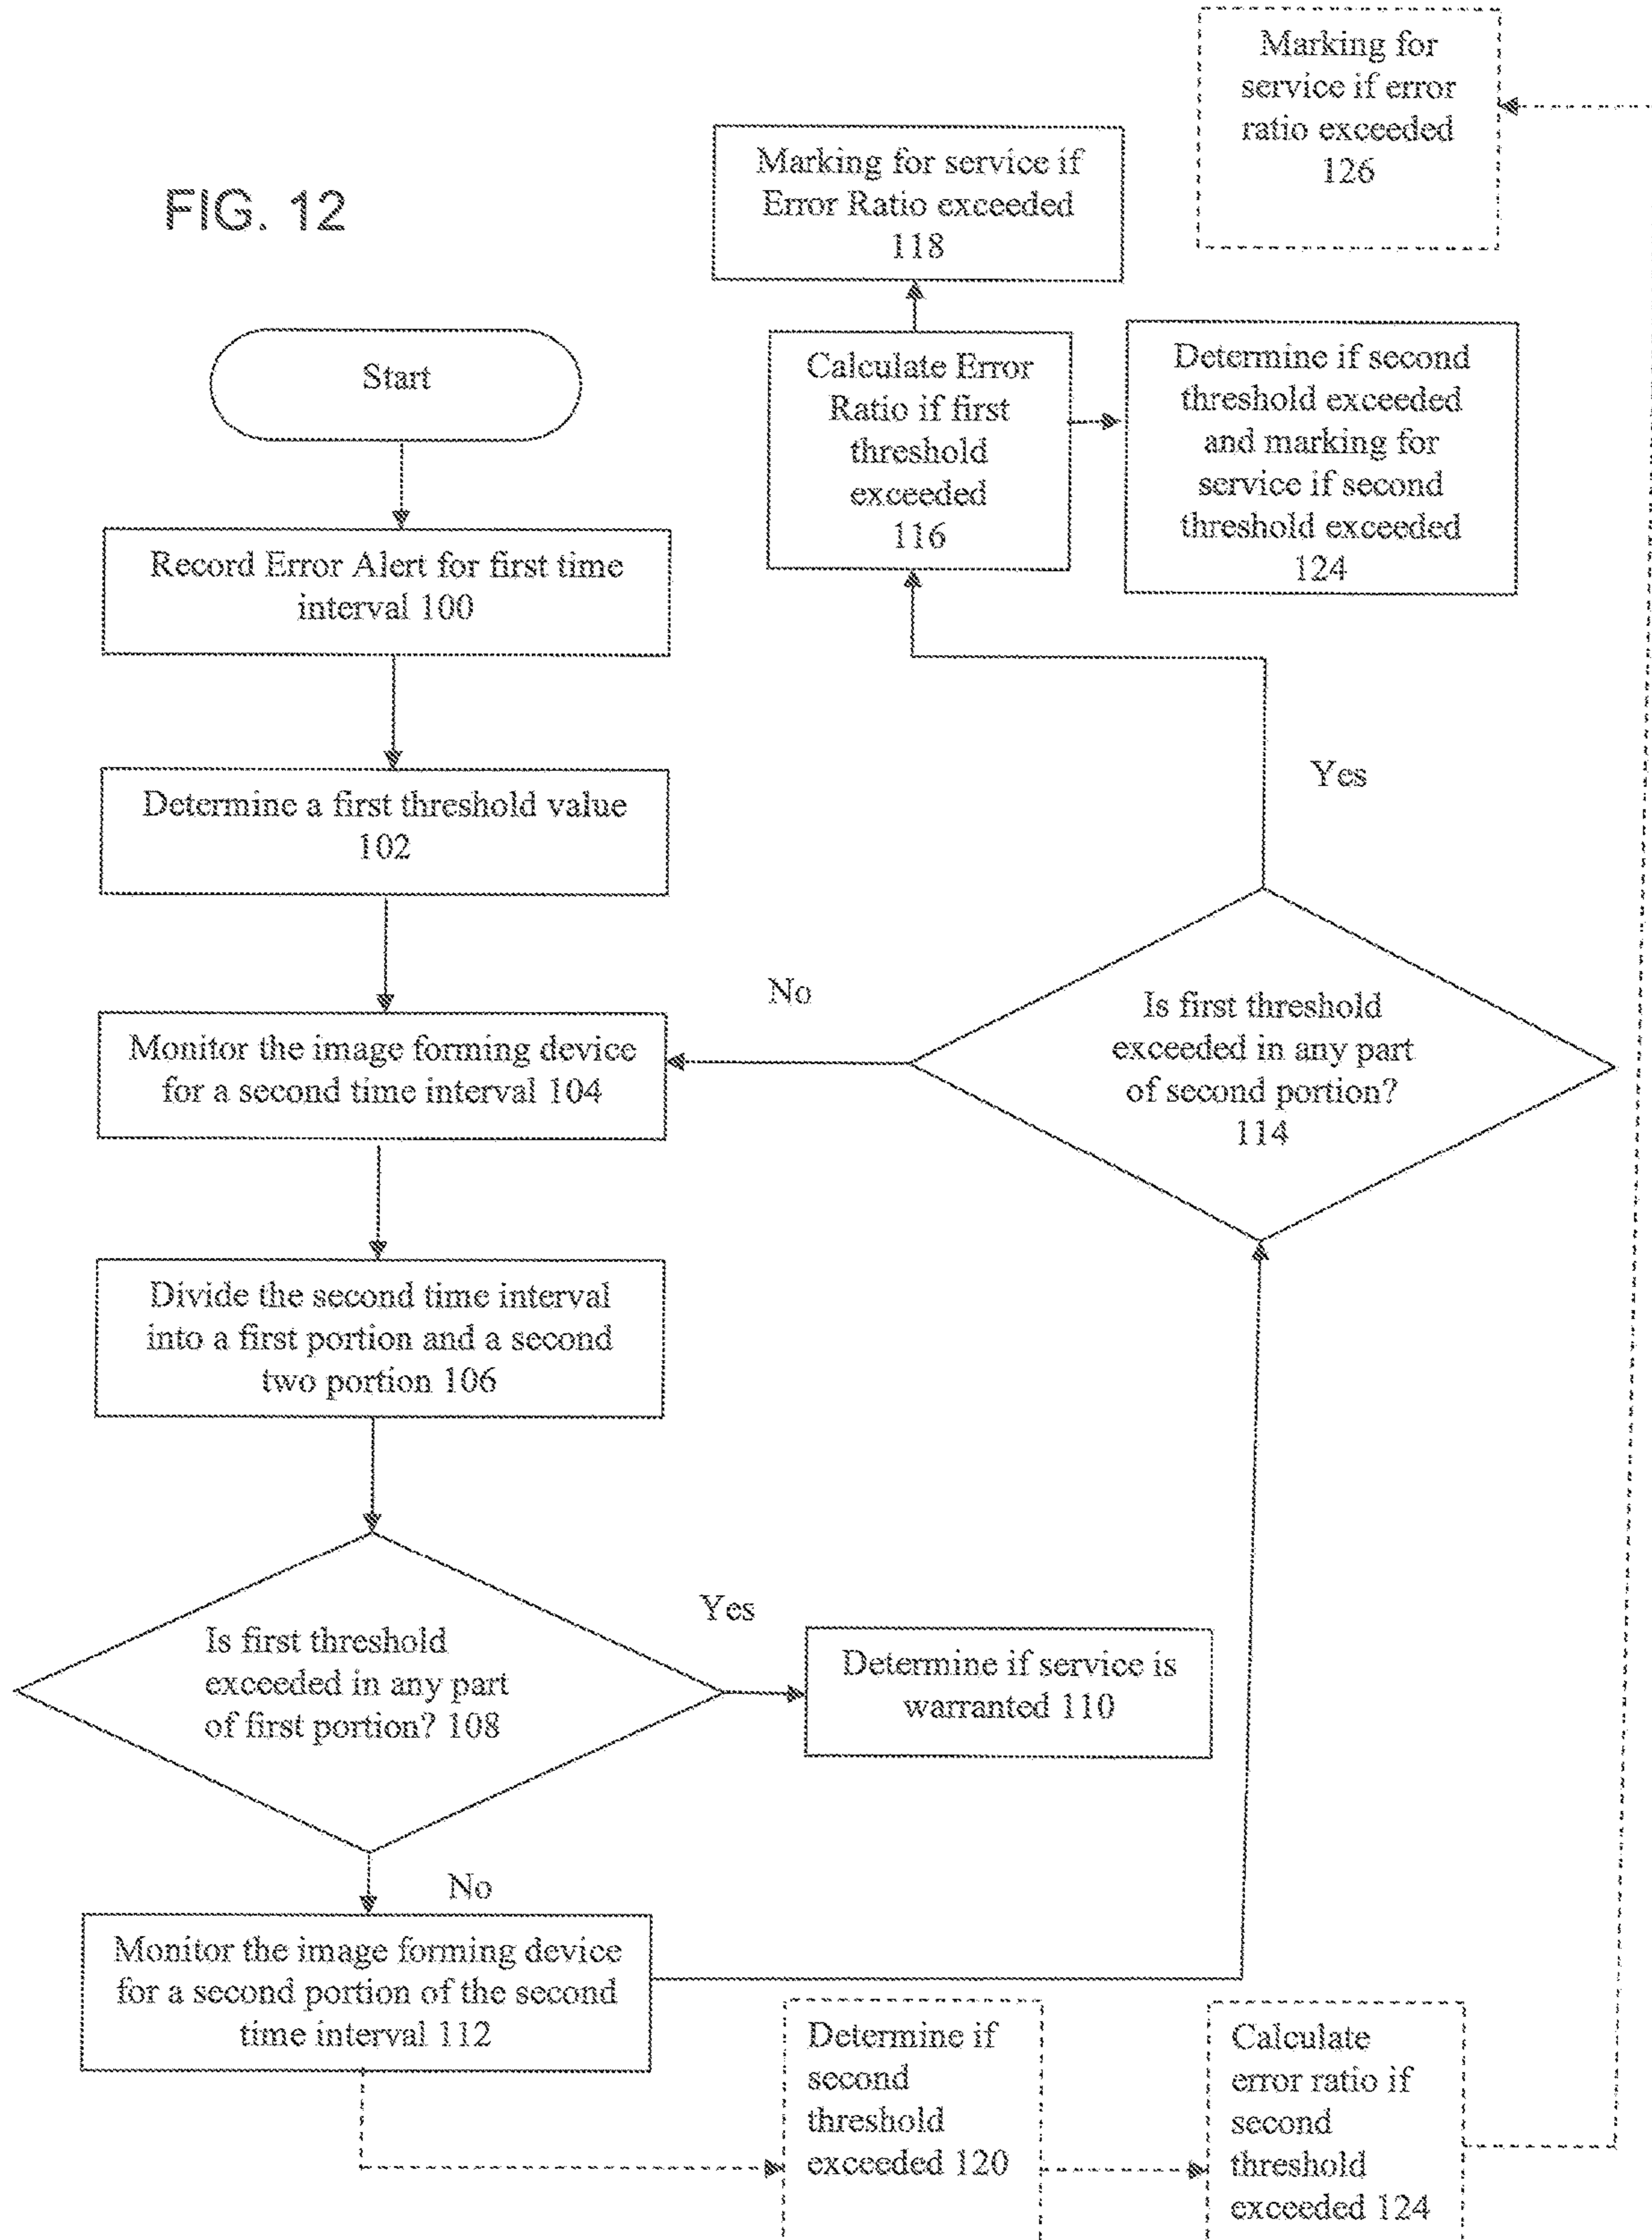 FIG. 12
Start
Record Error Alert for first time
interval 100
Determine a first threshold value
102
Monitor the image forming device
for a second time interval 104
Divide the second time interval
into a first portion and a second
two portion 106
Is first threshold
exceeded in any part
of first portion? 108
Yes
Determine if service is
warranted 110
No
Monitor the image forming device
for a second portion of the second
time interval 112
Is first threshold
exceeded in any part
of second portion?
114
No
Yes
Calculate Error
Ratio if first
threshold
exceeded
116
Marking for service if
Error Ratio exceeded
118
Determine if second
threshold exceeded
and marking for
service if second
threshold exceeded
124
Determine if
second
threshold
exceeded 120
Calculate
error ratio if
second
threshold
exceeded 124
Marking for
service if error
ratio exceeded
126